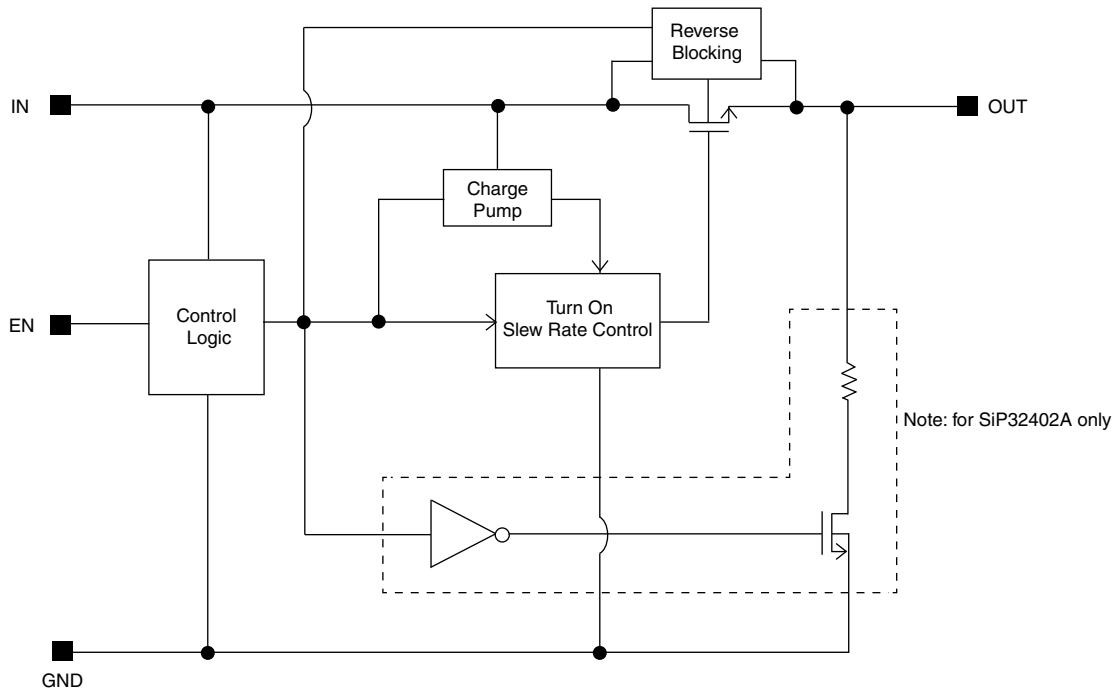 Reverse
Blocking
IN
OUT
Charge
Pump
EN
Control
Logic
Turn On
Slew Rate Control
Note: for SiP32402A only
GND